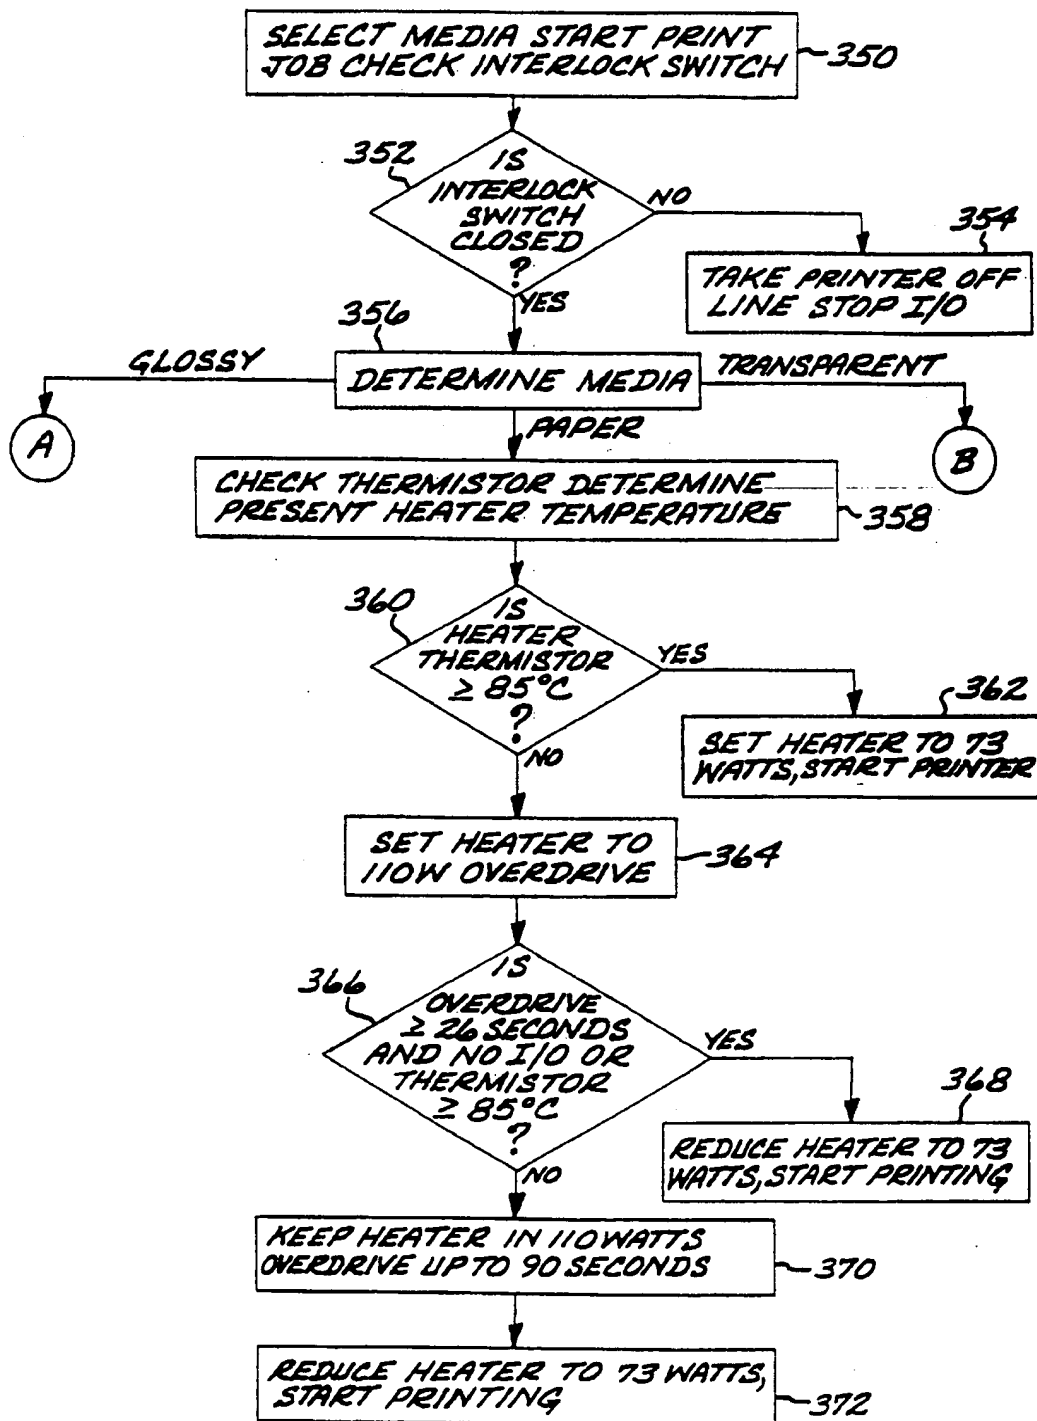 SELECT MEDIA START PRINT
JOB CHECK INTERLOCK SWITCH
350
352
IS
INTERLOCK
SWITCH
CLOSED
?
NO
354
TAKE PRINTER OFF
LINE STOP I/O
YES
356
GLOSSY
DETERMINE MEDIA
TRANSPARENT
A
PAPER
B
CHECK THERMISTOR DETERMINE
PRESENT HEATER TEMPERATURE
358
360
IS
HEATER
THERMISTOR
≥ 85°C
?
YES
362
SET HEATER TO 73
WATTS, START PRINTER
NO
SET HEATER TO
110W OVERDRIVE
364
366
IS
OVERDRIVE
≥ 26 SECONDS
AND NO I/O OR
THERMISTOR
≥ 85°C
?
YES
368
REDUCE HEATER TO 73
WATTS, START PRINTING
NO
KEEP HEATER IN 110 WATTS
OVERDRIVE UP TO 90 SECONDS
370
REDUCE HEATER TO 73 WATTS,
START PRINTING
372